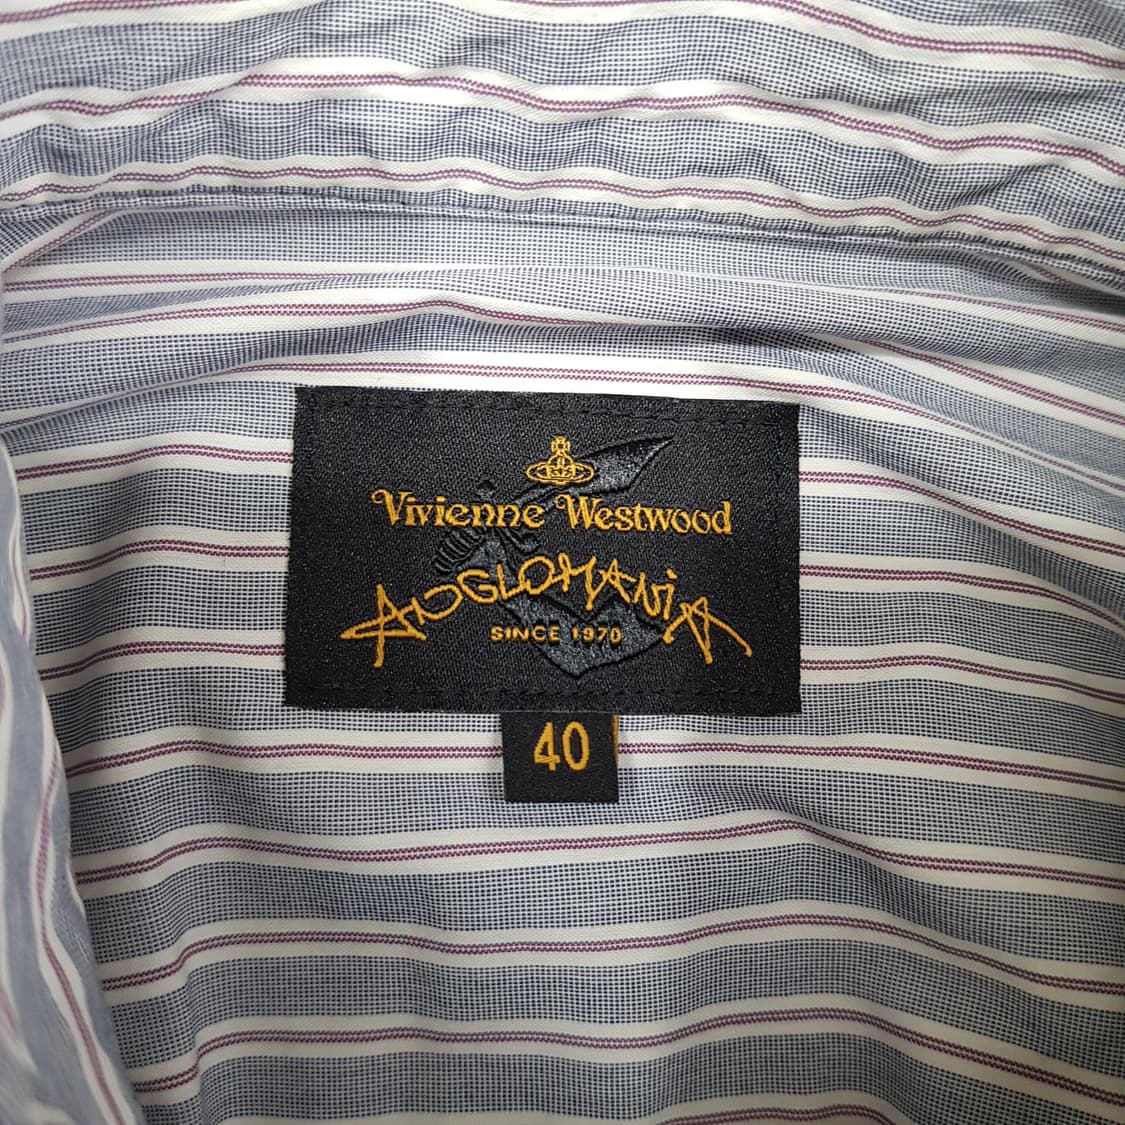 Vivienne Westwood
ANGLOMANiA
SINCE 1970
40